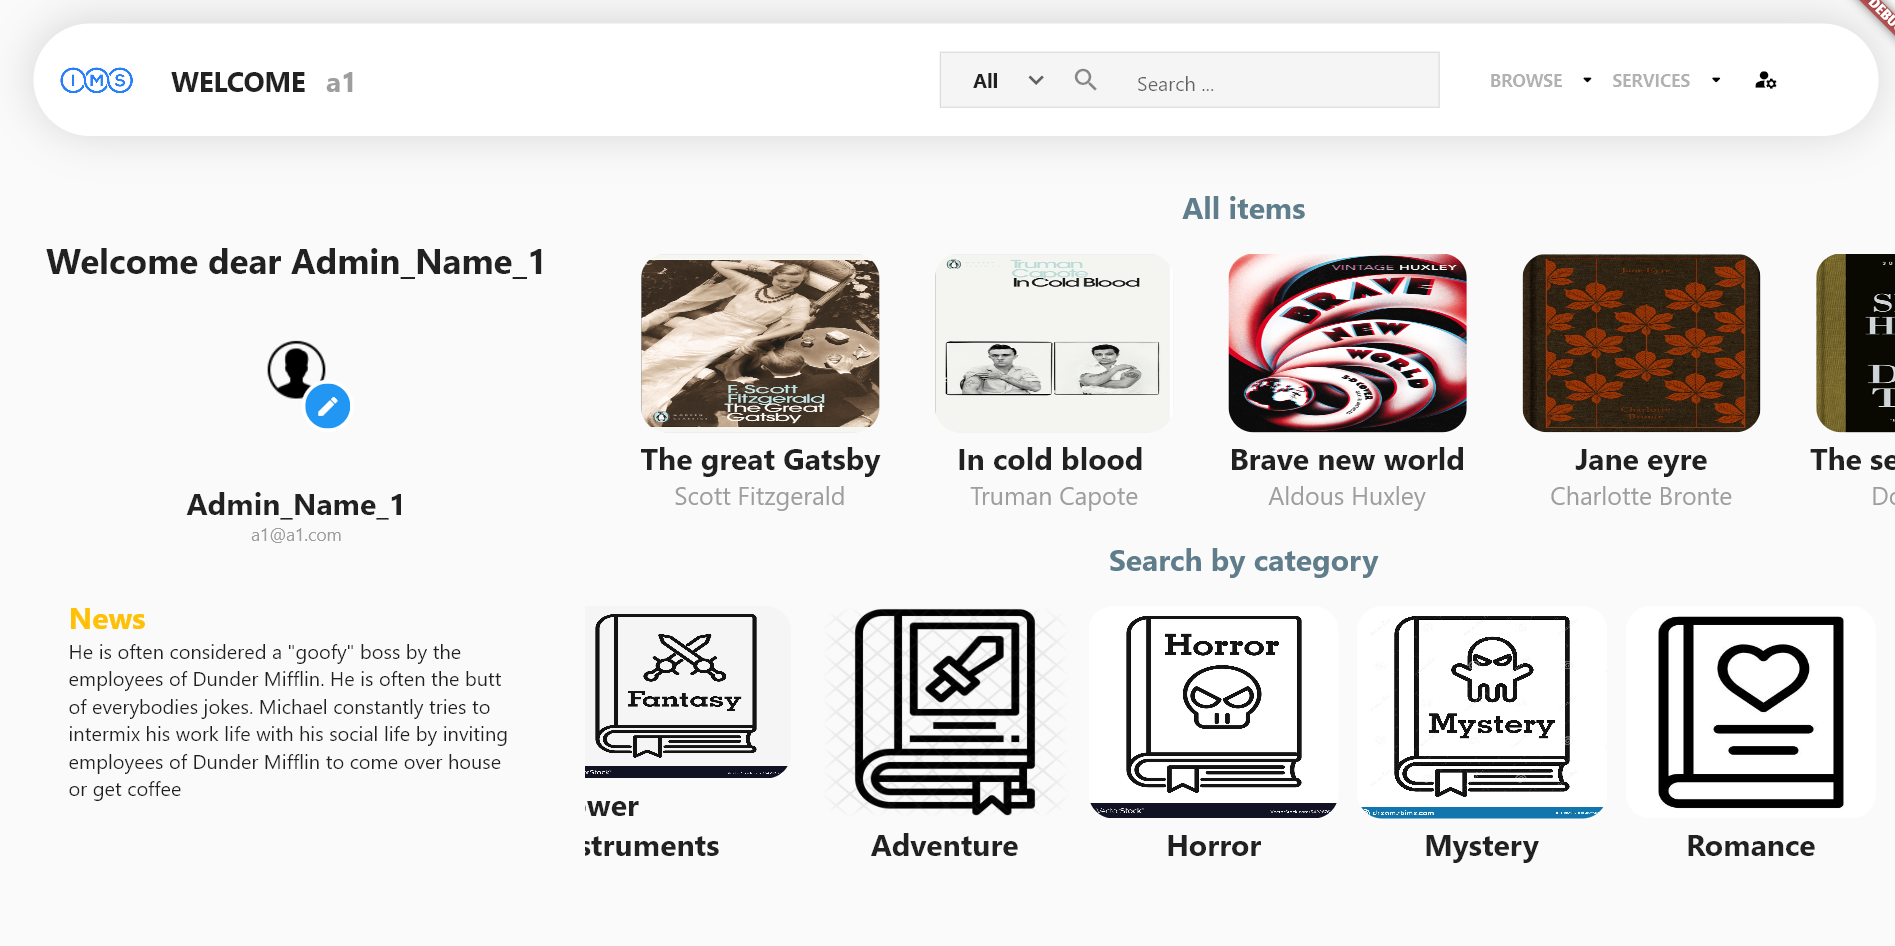 IMS WELCOME a1 All Search ... BROWSE SERVICES
DEBU
All items
Welcome dear Admin_Name_1
F. Scott
Fitzgerald
The Great
Gatsby
Truman
Capote
In Cold Blood
VINTAGE HUXLEY
BRAVE
NEW
WORLD
Jane Eyre
Charlotte
Bronte
The great Gatsby
Scott Fitzgerald
In cold blood
Truman Capote
Brave new world
Aldous Huxley
Jane eyre
Charlotte Bronte
The se
Do
Admin_Name_1
a1@a1.com
Search by category
News
He is often considered a "goofy" boss by the
employees of Dunder Mifflin. He is often the butt
of everybodies jokes. Michael constantly tries to
intermix his work life with his social life by inviting
employees of Dunder Mifflin to come over house
or get coffee
Fantasy
wer
struments
Adventure
Horror
VectorStock
Horror
Mystery
dreamstime.com
Mystery
Romance